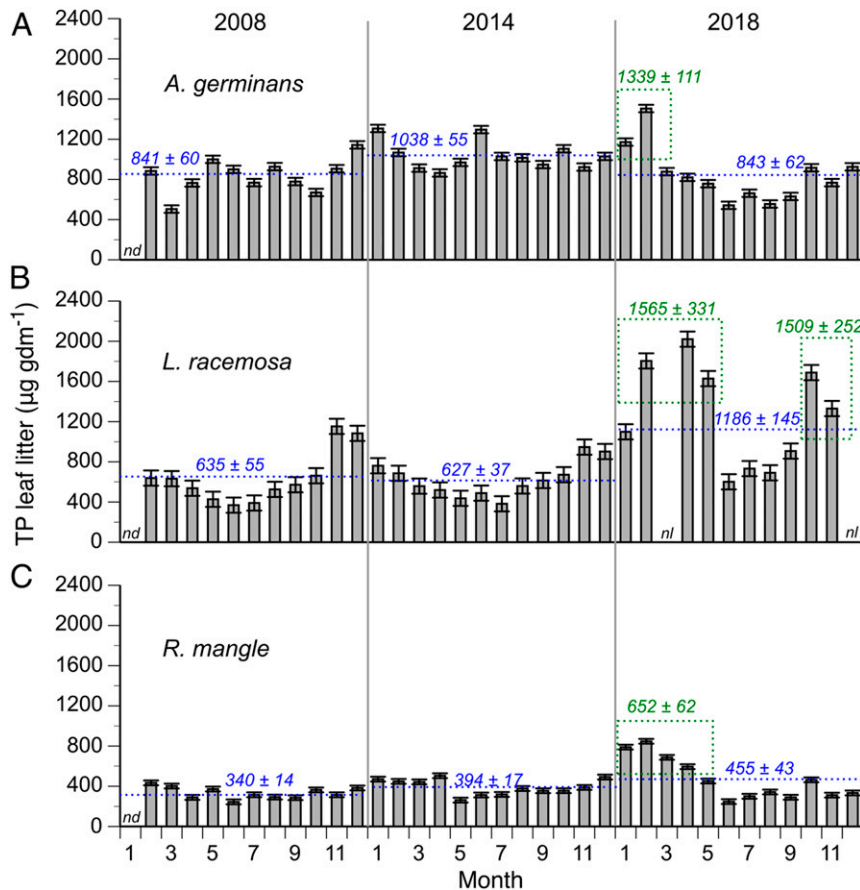 2008 2014 2018
A
2400
2000
1600
1200
800
400
0
A. germinans
841 ± 60
1038 ± 55
1339 ± 111
843 ± 62
nd
B
2400
2000
1600
1200
800
400
0
L. racemosa
635 ± 55
627 ± 37
1565 ± 331
1186 ± 145
1509 ± 252
nd
nl
nl
TP leaf litter (µg gdm⁻¹)
C
2400
2000
1600
1200
800
400
0
R. mangle
340 ± 14
394 ± 17
652 ± 62
455 ± 43
nd
1 3 5 7 9 11 1 3 5 7 9 11 1 3 5 7 9 11
Month